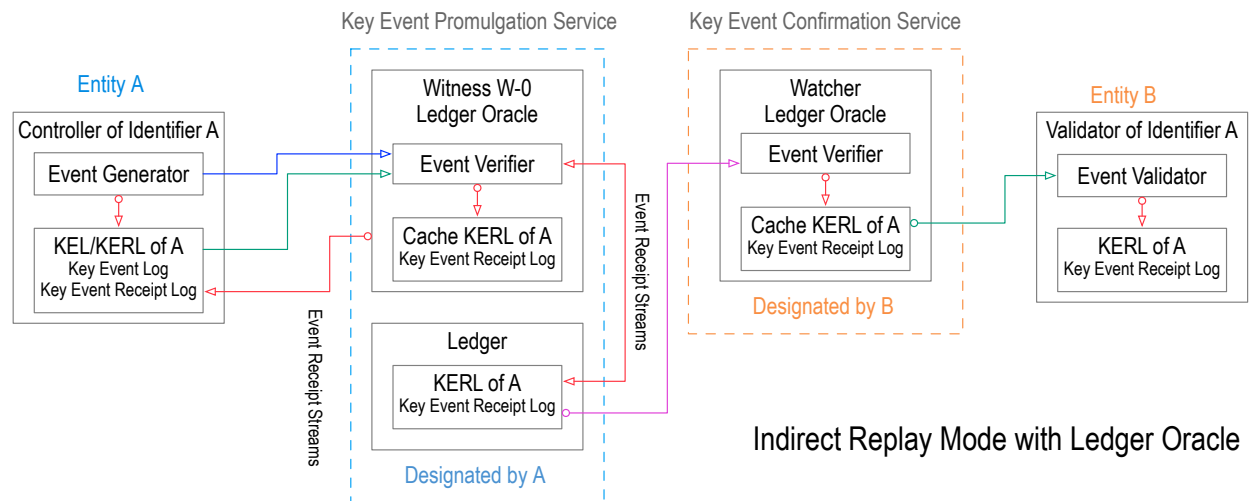 Key Event Promulgation Service
Key Event Confirmation Service
Entity A
Controller of Identifier A
Event Generator
KEL/KERL of A
Key Event Log
Key Event Receipt Log
Event Receipt Streams
Witness W-0
Ledger Oracle
Event Verifier
Cache KERL of A
Key Event Receipt Log
Ledger
KERL of A
Key Event Receipt Log
Designated by A
Event Receipt Streams
Watcher
Ledger Oracle
Event Verifier
Cache KERL of A
Key Event Receipt Log
Designated by B
Entity B
Validator of Identifier A
Event Validator
KERL of A
Key Event Receipt Log
Indirect Replay Mode with Ledger Oracle